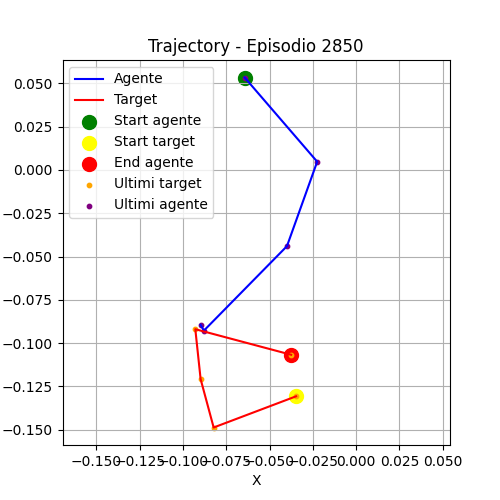 Trajectory - Episodio 2850
Agente
Target
Start agente
Start target
End agente
Ultimi target
Ultimi agente
0.050
0.025
0.000
−0.025
−0.050
−0.075
−0.100
−0.125
−0.150
−0.150 −0.125 −0.100 −0.075 −0.050 −0.025 0.000 0.025 0.050
X